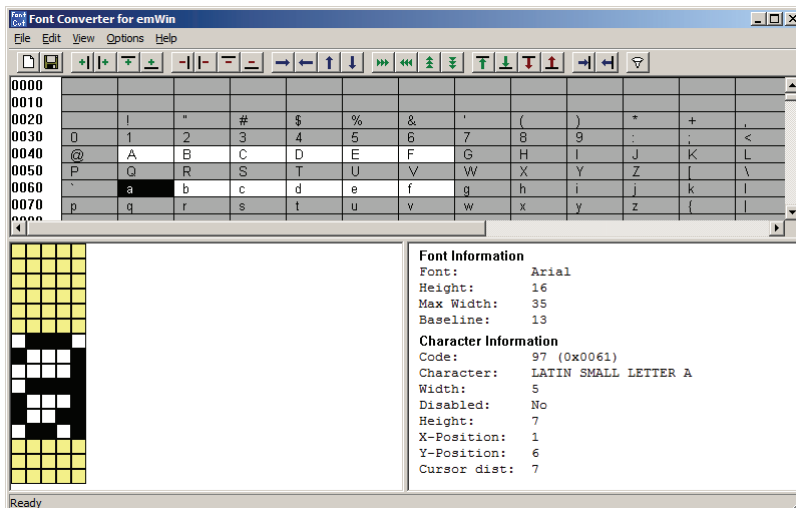 Font Cvt Font Converter for emWin
File Edit View Options Help
0000
0010
0020 ! " # $ % & ' ( ) * + ,
0030 0 1 2 3 4 5 6 7 8 9 : ; <
0040 @ A B C D E F G H I J K L
0050 P Q R S T U V W X Y Z [ \
0060 ` a b c d e f g h i j k l
0070 p q r s t u v w x y z { |
Font Information
Font: Arial
Height: 16
Max Width: 35
Baseline: 13
Character Information
Code: 97 (0x0061)
Character: LATIN SMALL LETTER A
Width: 5
Disabled: No
Height: 7
X-Position: 1
Y-Position: 6
Cursor dist: 7
Ready